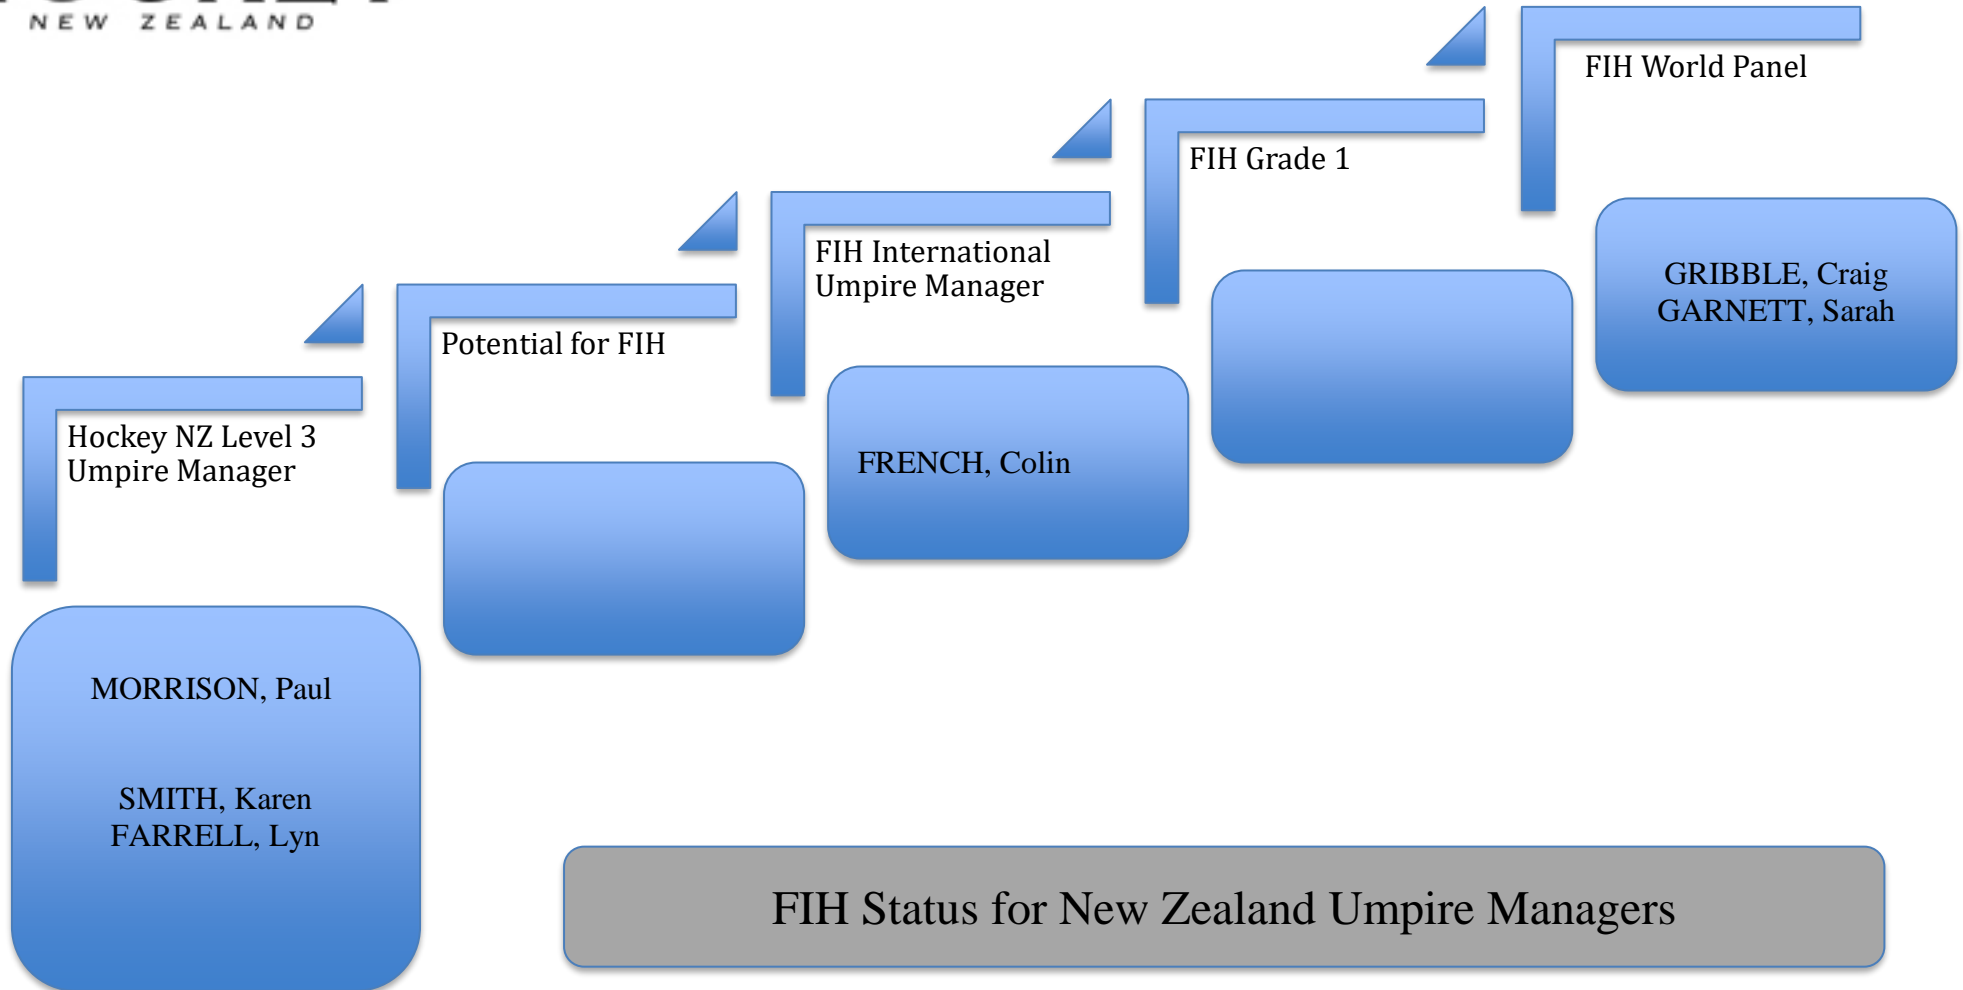 NEW ZEALAND
FIH World Panel
FIH Grade 1
FIH International
Umpire Manager
Potential for FIH
Hockey NZ Level 3
Umpire Manager
GRIBBLE, Craig
GARNETT, Sarah
FRENCH, Colin
MORRISON, Paul
SMITH, Karen
FARRELL, Lyn
FIH Status for New Zealand Umpire Managers